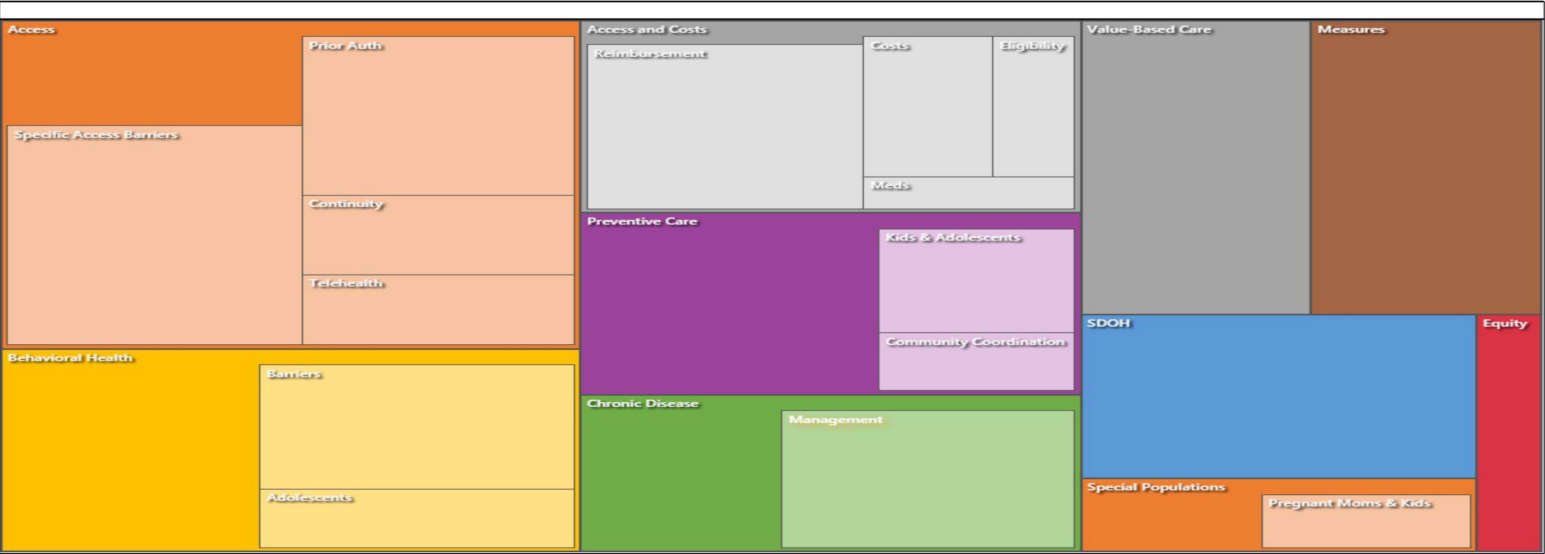 Access
Prior Auth
Specific Access Barriers
Continuity
Telehealth
Behavioral Health
Barriers
Adolescents
Access and Costs
Reimbursement
Costs
Eligibility
Meds
Preventive Care
Kids & Adolescents
Community Coordination
Chronic Disease
Management
Value-Based Care
Measures
SDOH
Equity
Special Populations
Pregnant Moms & Kids